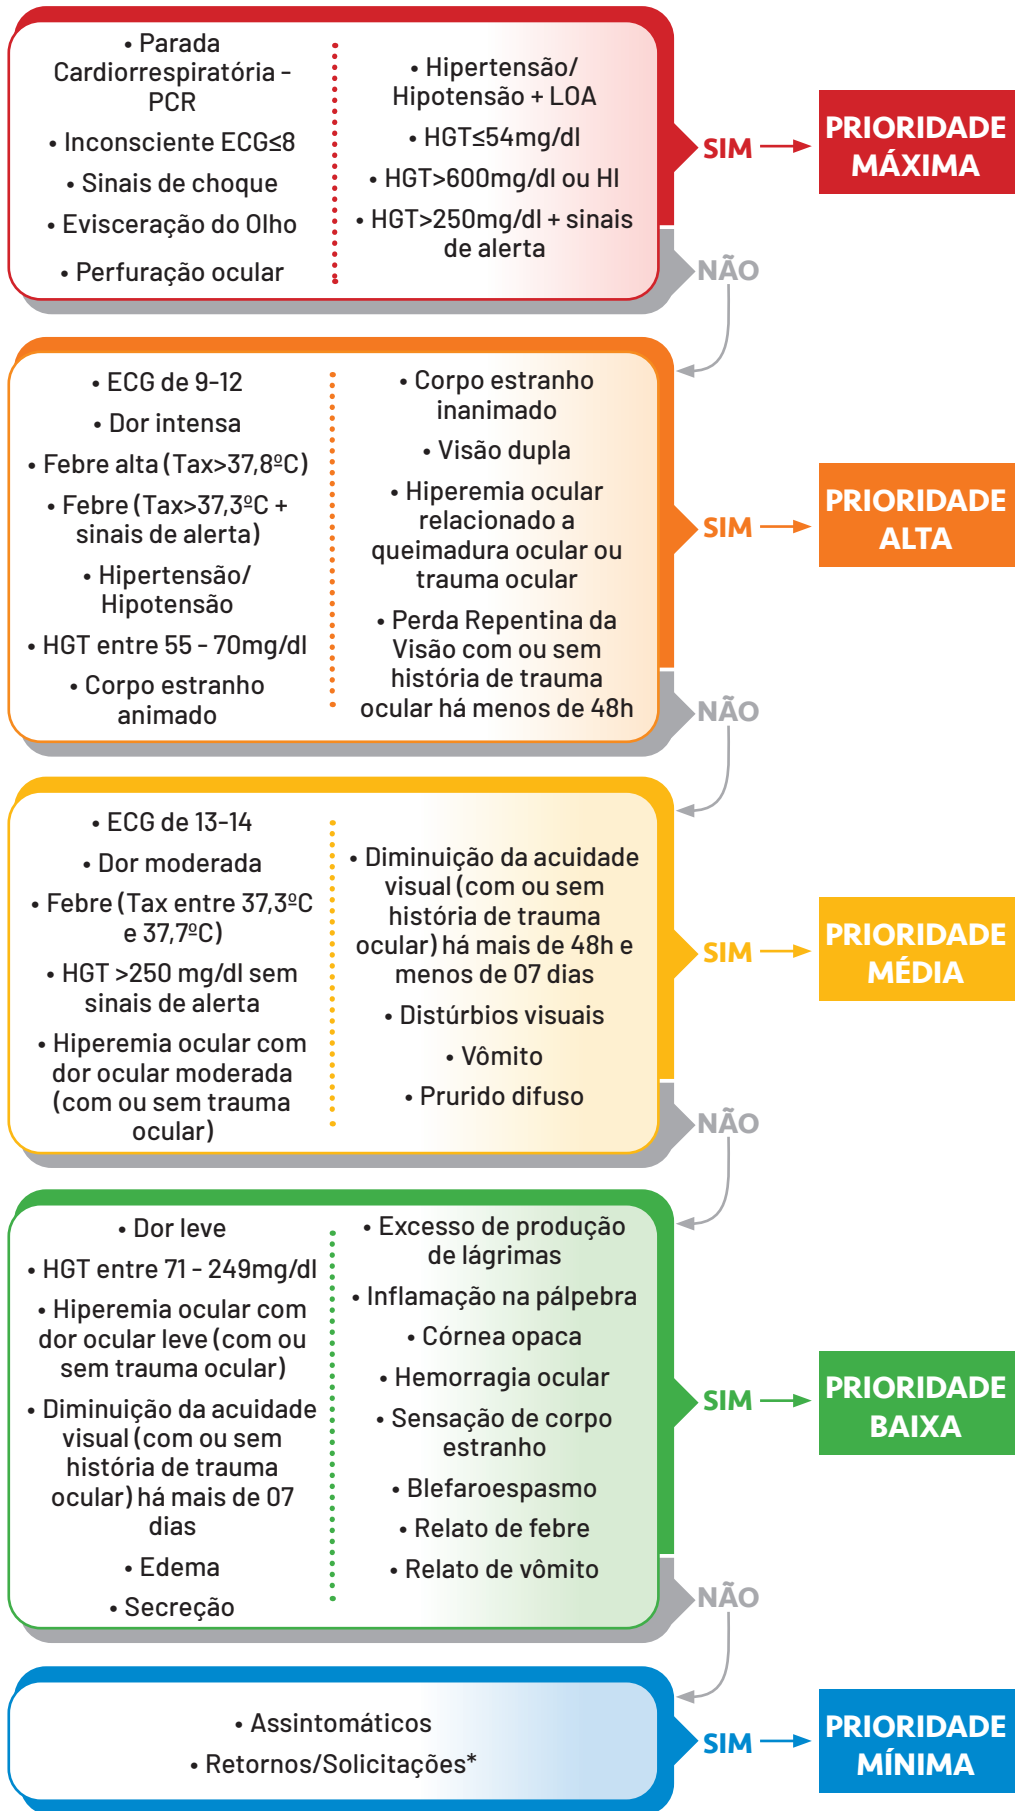 • Parada
Cardiorrespiratória -
PCR
• Inconsciente ECG≤8
• Sinais de choque
• Evisceração do Olho
• Perfuração ocular
• Hipertensão/
Hipotensão + LOA
• HGT≤54mg/dl
• HGT>600mg/dl ou HI
• HGT>250mg/dl + sinais
de alerta
SIM
PRIORIDADE
MÁXIMA
NÃO
• ECG de 9-12
• Dor intensa
• Febre alta (Tax>37,8ºC)
• Febre (Tax>37,3ºC +
sinais de alerta)
• Hipertensão/
Hipotensão
• HGT entre 55 - 70mg/dl
• Corpo estranho
animado
• Corpo estranho
inanimado
• Visão dupla
• Hiperemia ocular
relacionado a
queimadura ocular ou
trauma ocular
• Perda Repentina da
Visão com ou sem
história de trauma
ocular há menos de 48h
SIM
PRIORIDADE
ALTA
NÃO
• ECG de 13-14
• Dor moderada
• Febre (Tax entre 37,3ºC
e 37,7ºC)
• HGT >250 mg/dl sem
sinais de alerta
• Hiperemia ocular com
dor ocular moderada
(com ou sem trauma
ocular)
• Diminuição da acuidade
visual (com ou sem
história de trauma
ocular) há mais de 48h e
menos de 07 dias
• Distúrbios visuais
• Vômito
• Prurido difuso
SIM
PRIORIDADE
MÉDIA
NÃO
• Dor leve
• HGT entre 71 - 249mg/dl
• Hiperemia ocular com
dor ocular leve (com ou
sem trauma ocular)
• Diminuição da acuidade
visual (com ou sem
história de trauma
ocular) há mais de 07
dias
• Edema
• Secreção
• Excesso de produção
de lágrimas
• Inflamação na pálpebra
• Córnea opaca
• Hemorragia ocular
• Sensação de corpo
estranho
• Blefaroespasmo
• Relato de febre
• Relato de vômito
SIM
PRIORIDADE
BAIXA
NÃO
• Assintomáticos
• Retornos/Solicitações*
SIM
PRIORIDADE
MÍNIMA